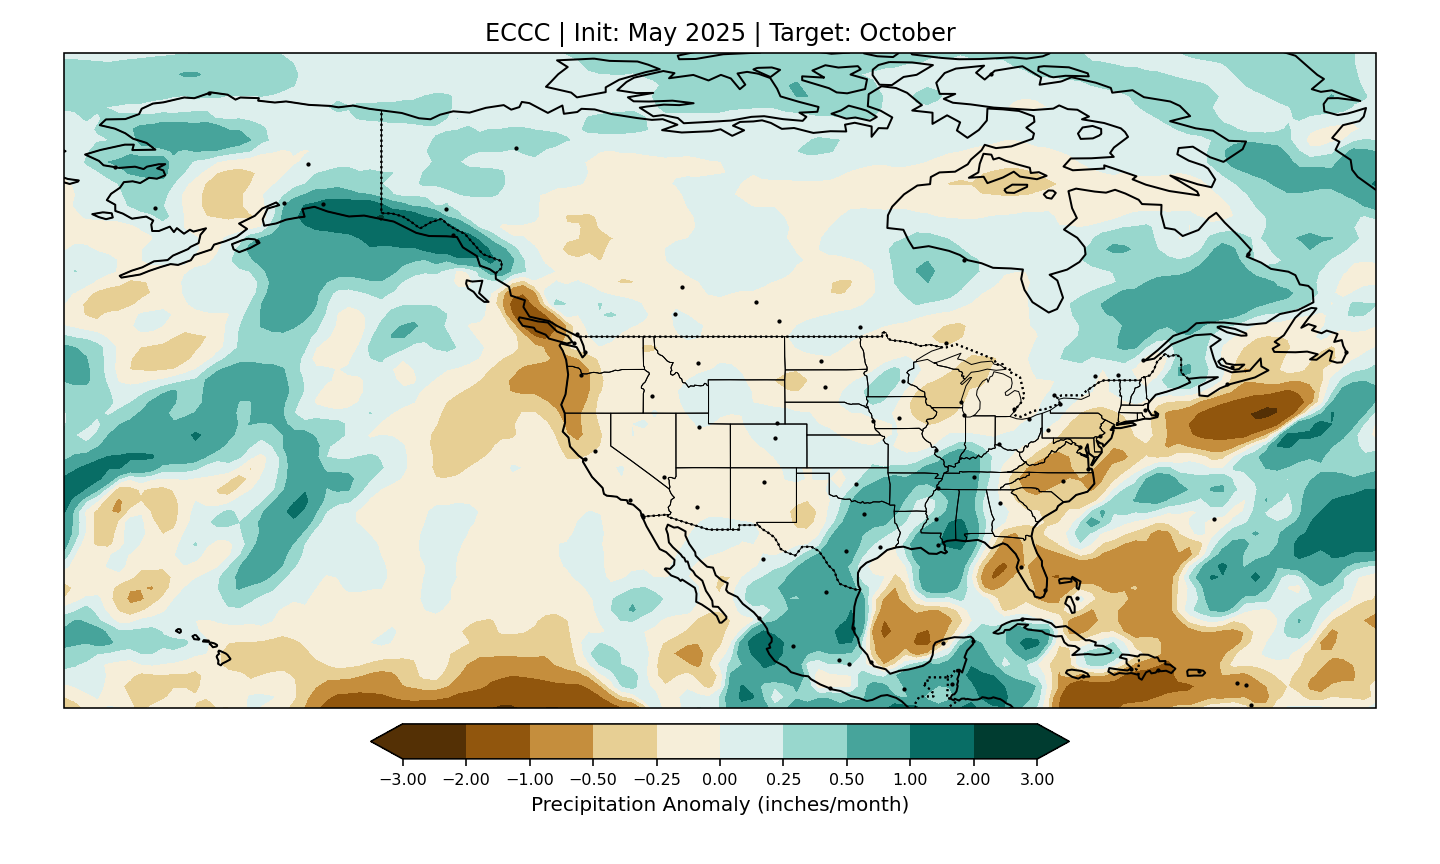 ECCC | Init: May 2025 | Target: October
−3.00 −2.00 −1.00 −0.50 −0.25 0.00 0.25 0.50 1.00 2.00 3.00
Precipitation Anomaly (inches/month)